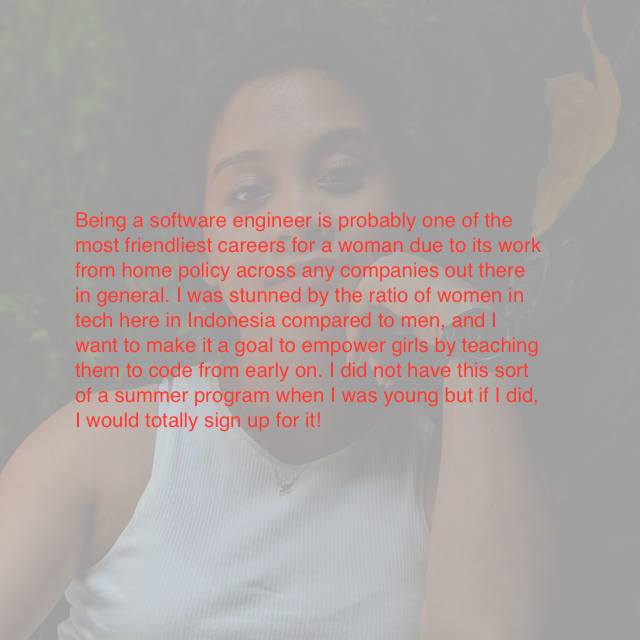 Being a software engineer is probably one of the
most friendliest careers for a woman due to its work
from home policy across any companies out there
in general. I was stunned by the ratio of women in
tech here in Indonesia compared to men, and I
want to make it a goal to empower girls by teaching
them to code from early on. I did not have this sort
of a summer program when I was young but if I did,
I would totally sign up for it!